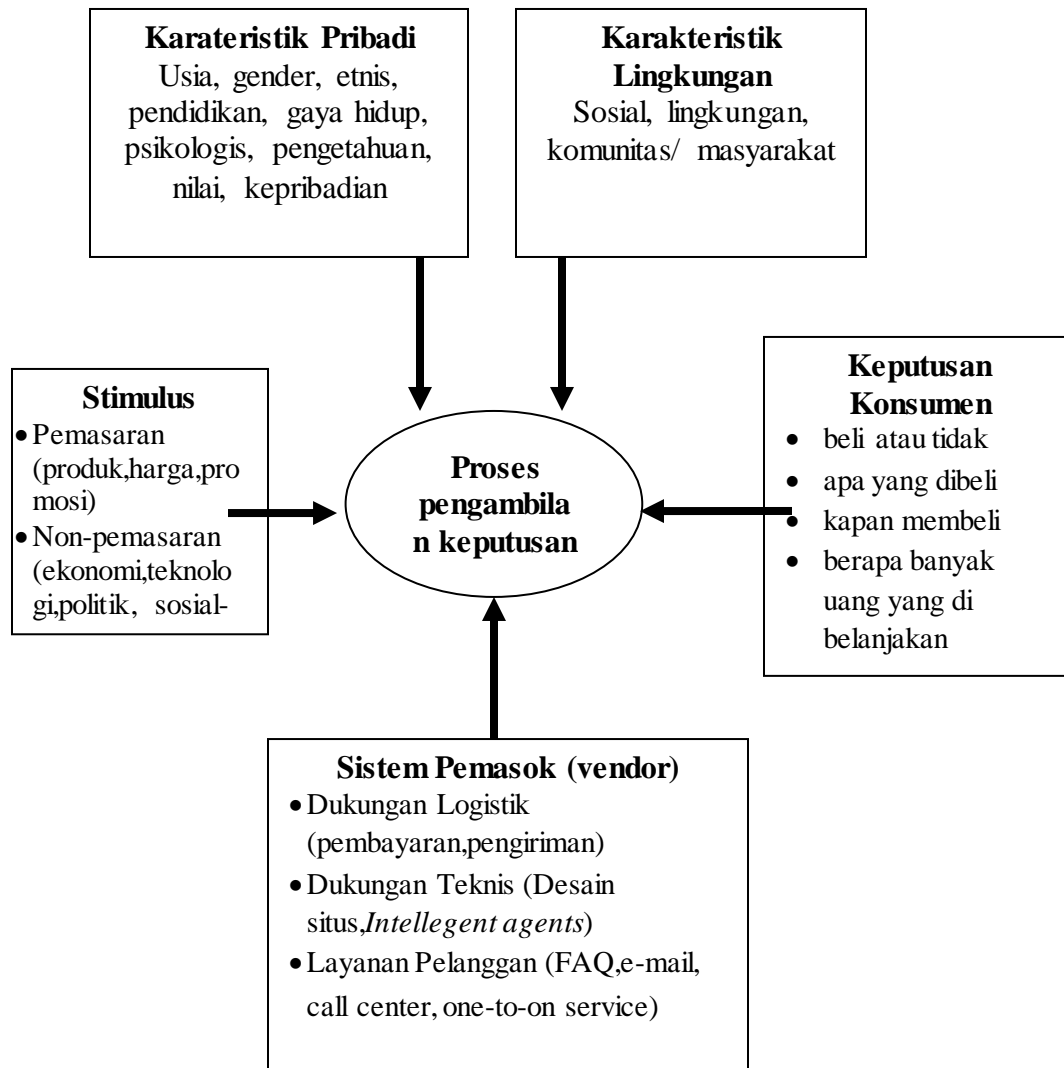 Karateristik Pribadi
Usia, gender, etnis,
pendidikan, gaya hidup,
psikologis, pengetahuan,
nilai, kepribadian
Karakteristik
Lingkungan
Sosial, lingkungan,
komunitas/ masyarakat
Stimulus
• Pemasaran
(produk,harga,pro
mosi)
• Non-pemasaran
(ekonomi,teknolo
gi,politik, sosial-
Proses
pengambila
n keputusan
Keputusan
Konsumen
• beli atau tidak
• apa yang dibeli
• kapan membeli
• berapa banyak
uang yang di
belanjakan
Sistem Pemasok (vendor)
• Dukungan Logistik
(pembayaran,pengiriman)
• Dukungan Teknis (Desain
situs,Intellegent agents)
• Layanan Pelanggan (FAQ,e-mail,
call center, one-to-on service)